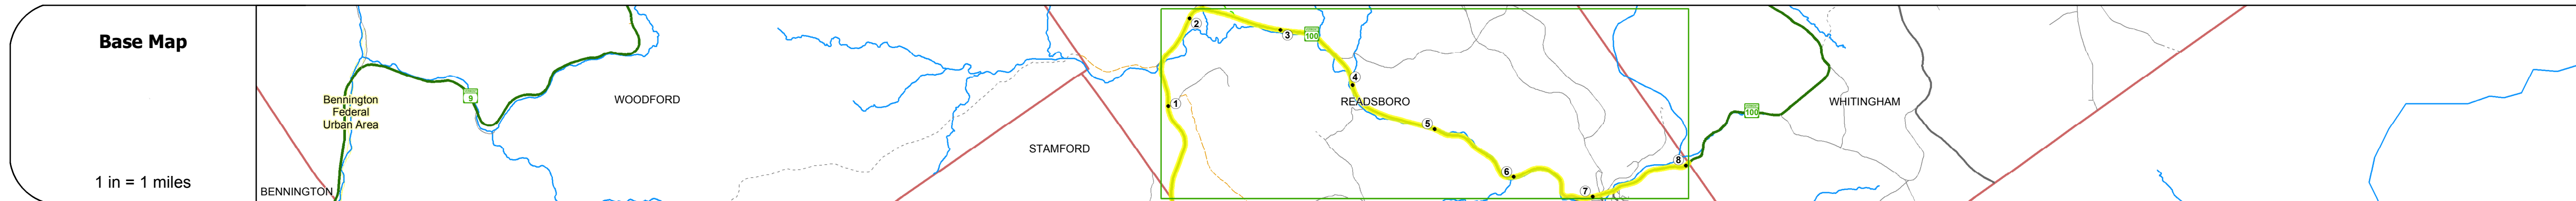 Base Map
1 in = 1 miles
Bennington
Federal
Urban Area
BENNINGTON
9
WOODFORD
STAMFORD
1
2
3
100
4
READSBORO
5
6
7
8
100
WHITINGHAM